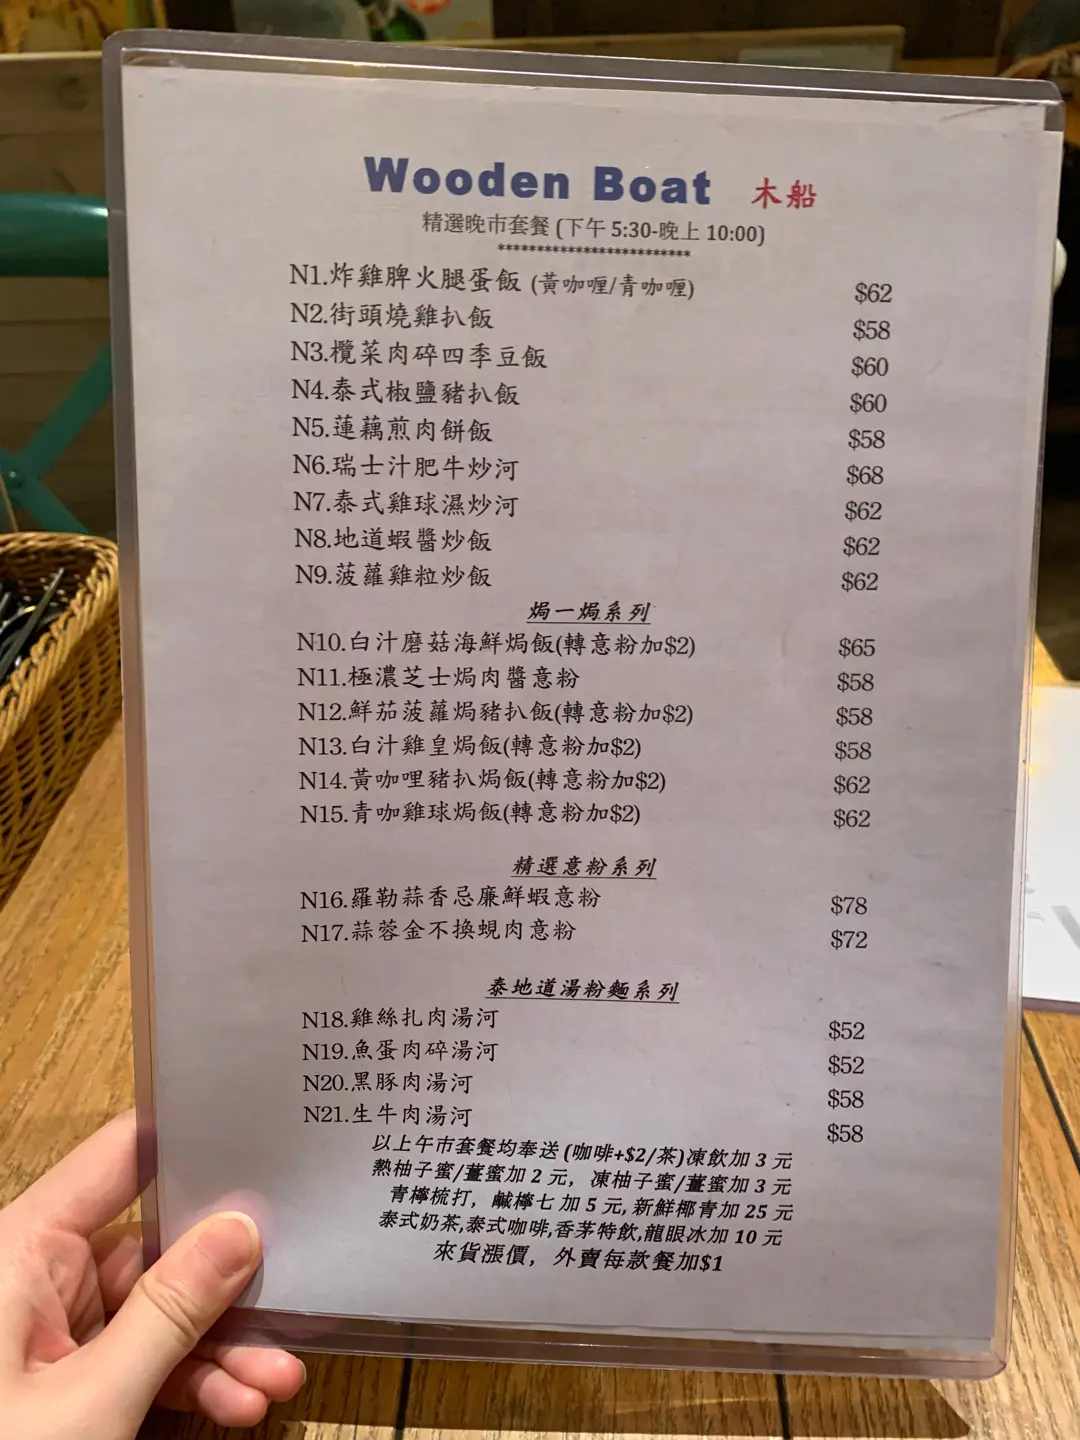 Wooden Boat 木船
精選晚市套餐 (下午 5:30-晚上 10:00)
*************************
N1.炸雞脾火腿蛋飯 (黃咖喱/青咖喱) $62
N2.街頭燒雞扒飯 $58
N3.欖菜肉碎四季豆飯 $60
N4.泰式椒鹽豬扒飯 $60
N5.蓮藕煎肉餅飯 $58
N6.瑞士汁肥牛炒河 $68
N7.泰式雞球濕炒河 $62
N8.地道蝦醬炒飯 $62
N9.菠蘿雞粒炒飯 $62
焗一焗系列
N10.白汁磨菇海鮮焗飯(轉意粉加$2) $65
N11.極濃芝士焗肉醬意粉 $58
N12.鮮茄菠蘿焗豬扒飯(轉意粉加$2) $58
N13.白汁雞皇焗飯(轉意粉加$2) $58
N14.黃咖哩豬扒焗飯(轉意粉加$2) $62
N15.青咖雞球焗飯(轉意粉加$2) $62
精選意粉系列
N16.羅勒蒜香忌廉鮮蝦意粉 $78
N17.蒜蓉金不換蜆肉意粉 $72
泰地道湯粉麵系列
N18.雞絲扎肉湯河 $52
N19.魚蛋肉碎湯河 $52
N20.黑豚肉湯河 $58
N21.生牛肉湯河 $58
以上午市套餐均奉送 (咖啡+$2/茶)凍飲加 3 元
熱柚子蜜/薑蜜加 2 元, 凍柚子蜜/薑蜜加 3 元
青檸梳打, 鹹檸七 加 5 元, 新鮮椰青加 25 元
泰式奶茶,泰式咖啡,香茅特飲,龍眼冰加 10 元
來貨漲價, 外賣每款餐加$1